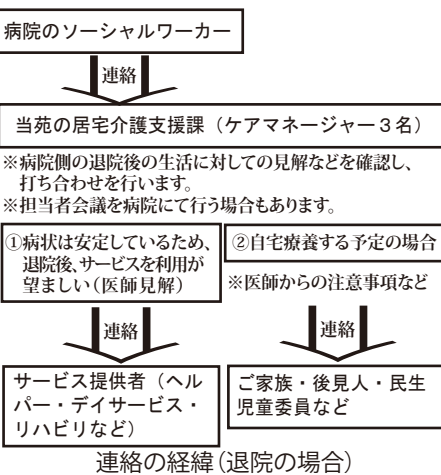 病院のソーシャルワーカー
連絡
当苑の居宅介護支援課（ケアマネージャー３名）
※病院側の退院後の生活に対しての見解などを確認し、
打ち合わせを行います。
※担当者会議を病院にて行う場合もあります。
①病状は安定しているため、
退院後、サービスを利用が
望ましい（医師見解）
②自宅療養する予定の場合
※医師からの注意事項など
連絡
連絡
サービス提供者（ヘル
パー・デイサービス・
リハビリなど）
ご家族・後見人・民生
児童委員など
連絡の経緯（退院の場合）